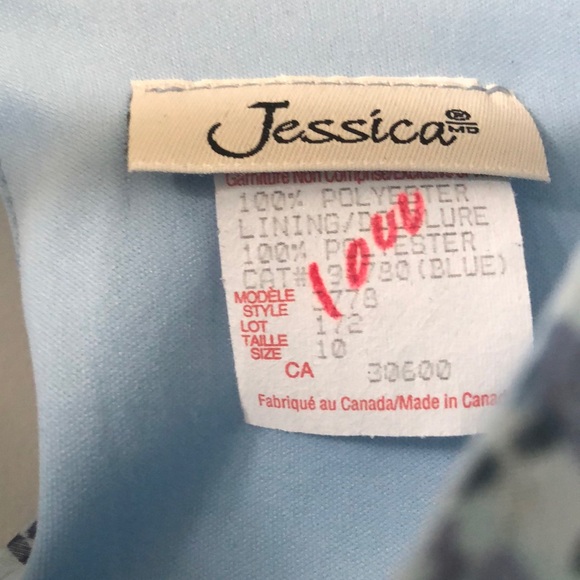 Jessica® MD
Garniture Non Comprise/Exclusive of
100% POLYESTER
LINING/DOUBLURE
100% POLYESTER
CAT# (BLUE)
MODÈLE
STYLE
LOT 172
TAILLE
SIZE 10
CA 30600
Fabriqué au Canada/Made in Canada